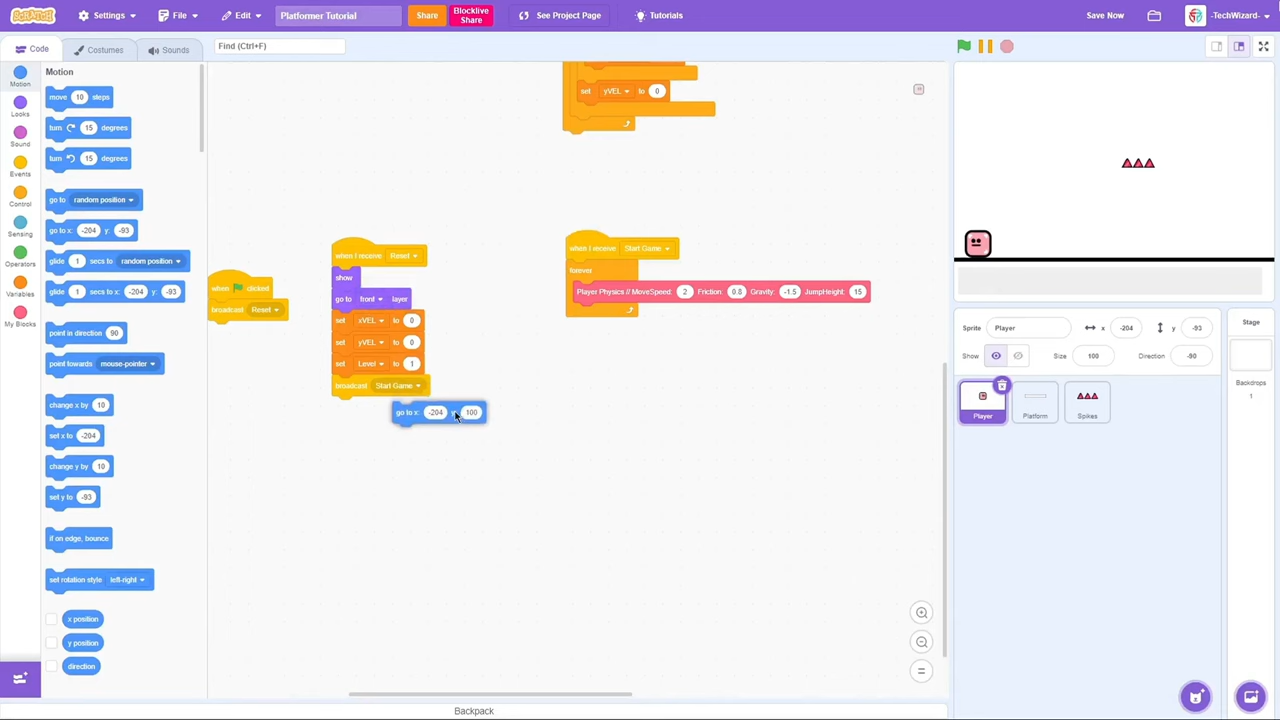 SCRATCH Settings File Edit Platformer Tutorial Share Blocklive Share See Project Page Tutorials Save Now -TechWizard-
Code Costumes Sounds Find (Ctrl+F)
Motion
Looks
Sound
Events
Control
Sensing
Operators
Variables
My Blocks
Motion
move 10 steps
turn 15 degrees
turn 15 degrees
go to random position
go to x: -204 y: -93
glide 1 secs to random position
glide 1 secs to x: -204 y: -93
point in direction 90
point towards mouse-pointer
change x by 10
set x to -204
change y by 10
set y to -93
if on edge, bounce
set rotation style left-right
x position
y position
direction
set yVEL to 0
when clicked
broadcast Reset
when I receive Reset
show
go to front layer
set xVEL to 0
set yVEL to 0
set Level to 1
broadcast Start Game
go to x: -204 y: 100
when I receive Start Game
forever
Player Physics // MoveSpeed: 2 Friction: 0.8 Gravity: -1.5 JumpHeight: 15
Sprite Player x -204 y -93
Show Size 100 Direction -90
Player Platform Spikes
Stage
Backdrops
1
Backpack